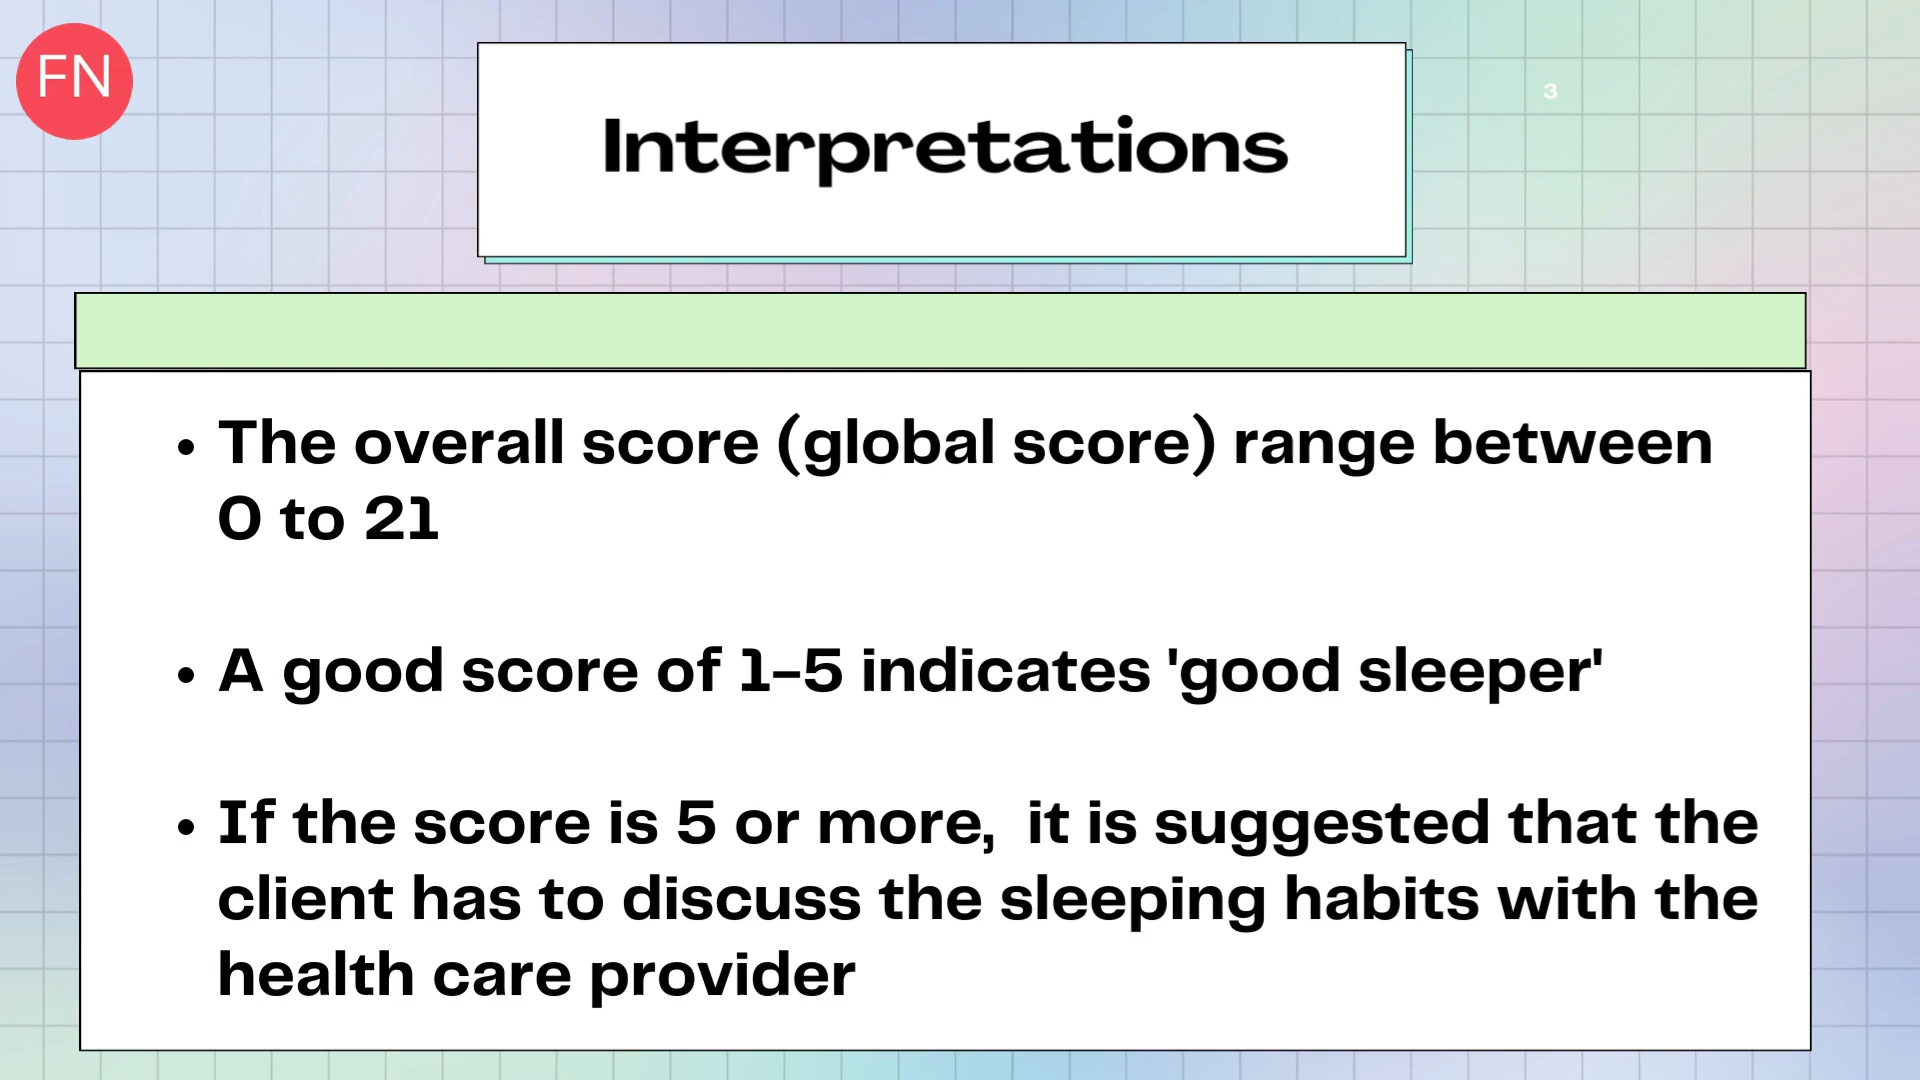 FN
3
Interpretations
• The overall score (global score) range between
0 to 21
• A good score of 1-5 indicates 'good sleeper'
• If the score is 5 or more,  it is suggested that the
client has to discuss the sleeping habits with the
health care provider